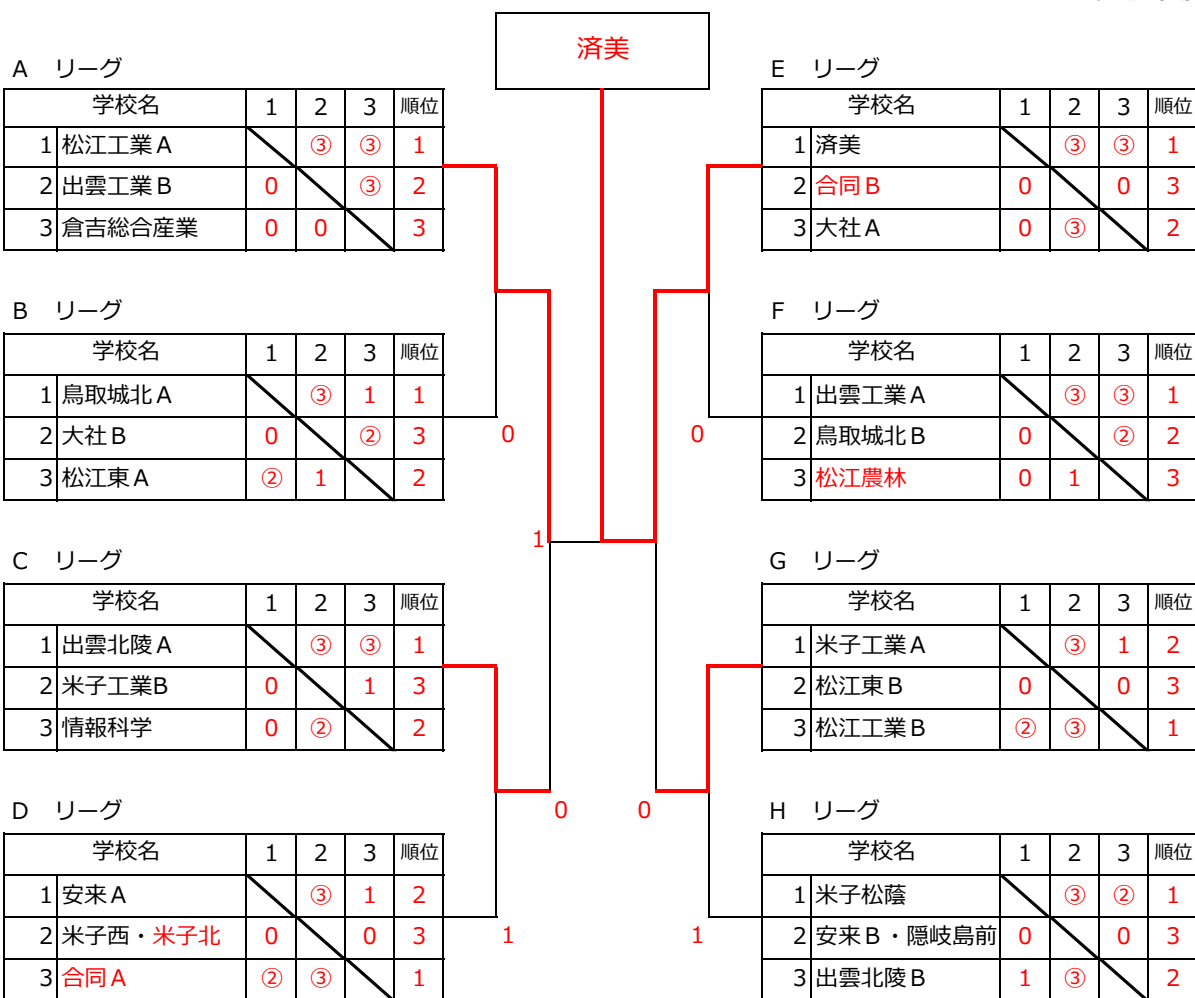 済美
A リーグ
学校名 1 2 3 順位
1 松江工業A ③ ③ 1
2 出雲工業B 0 ③ 2
3 倉吉総合産業 0 0 3
B リーグ
学校名 1 2 3 順位
1 鳥取城北A ③ 1 1
2 大社B 0 ② 3
3 松江東A ② 1 2
C リーグ
学校名 1 2 3 順位
1 出雲北陵A ③ ③ 1
2 米子工業B 0 1 3
3 情報科学 0 ② 2
D リーグ
学校名 1 2 3 順位
1 安来A ③ 1 2
2 米子西・米子北 0 0 3
3 合同A ② ③ 1
0 0
1
0 0
1 1
E リーグ
学校名 1 2 3 順位
1 済美 ③ ③ 1
2 合同B 0 0 3
3 大社A 0 ③ 2
F リーグ
学校名 1 2 3 順位
1 出雲工業A ③ ③ 1
2 鳥取城北B 0 ② 2
3 松江農林 0 1 3
G リーグ
学校名 1 2 3 順位
1 米子工業A ③ 1 2
2 松江東B 0 0 3
3 松江工業B ② ③ 1
H リーグ
学校名 1 2 3 順位
1 米子松蔭 ③ ② 1
2 安来B・隠岐島前 0 0 3
3 出雲北陵B 1 ③ 2